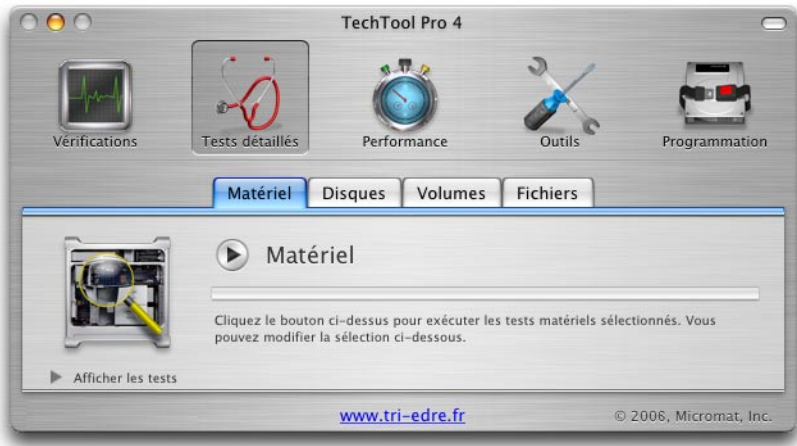 TechTool Pro 4
Vérifications
Tests détaillés
Performance
Outils
Programmation
Matériel
Disques
Volumes
Fichiers
Matériel
Cliquez le bouton ci-dessus pour exécuter les tests matériels sélectionnés. Vous
pouvez modifier la sélection ci-dessous.
Afficher les tests
www.tri-edre.fr
© 2006, Micromat, Inc.